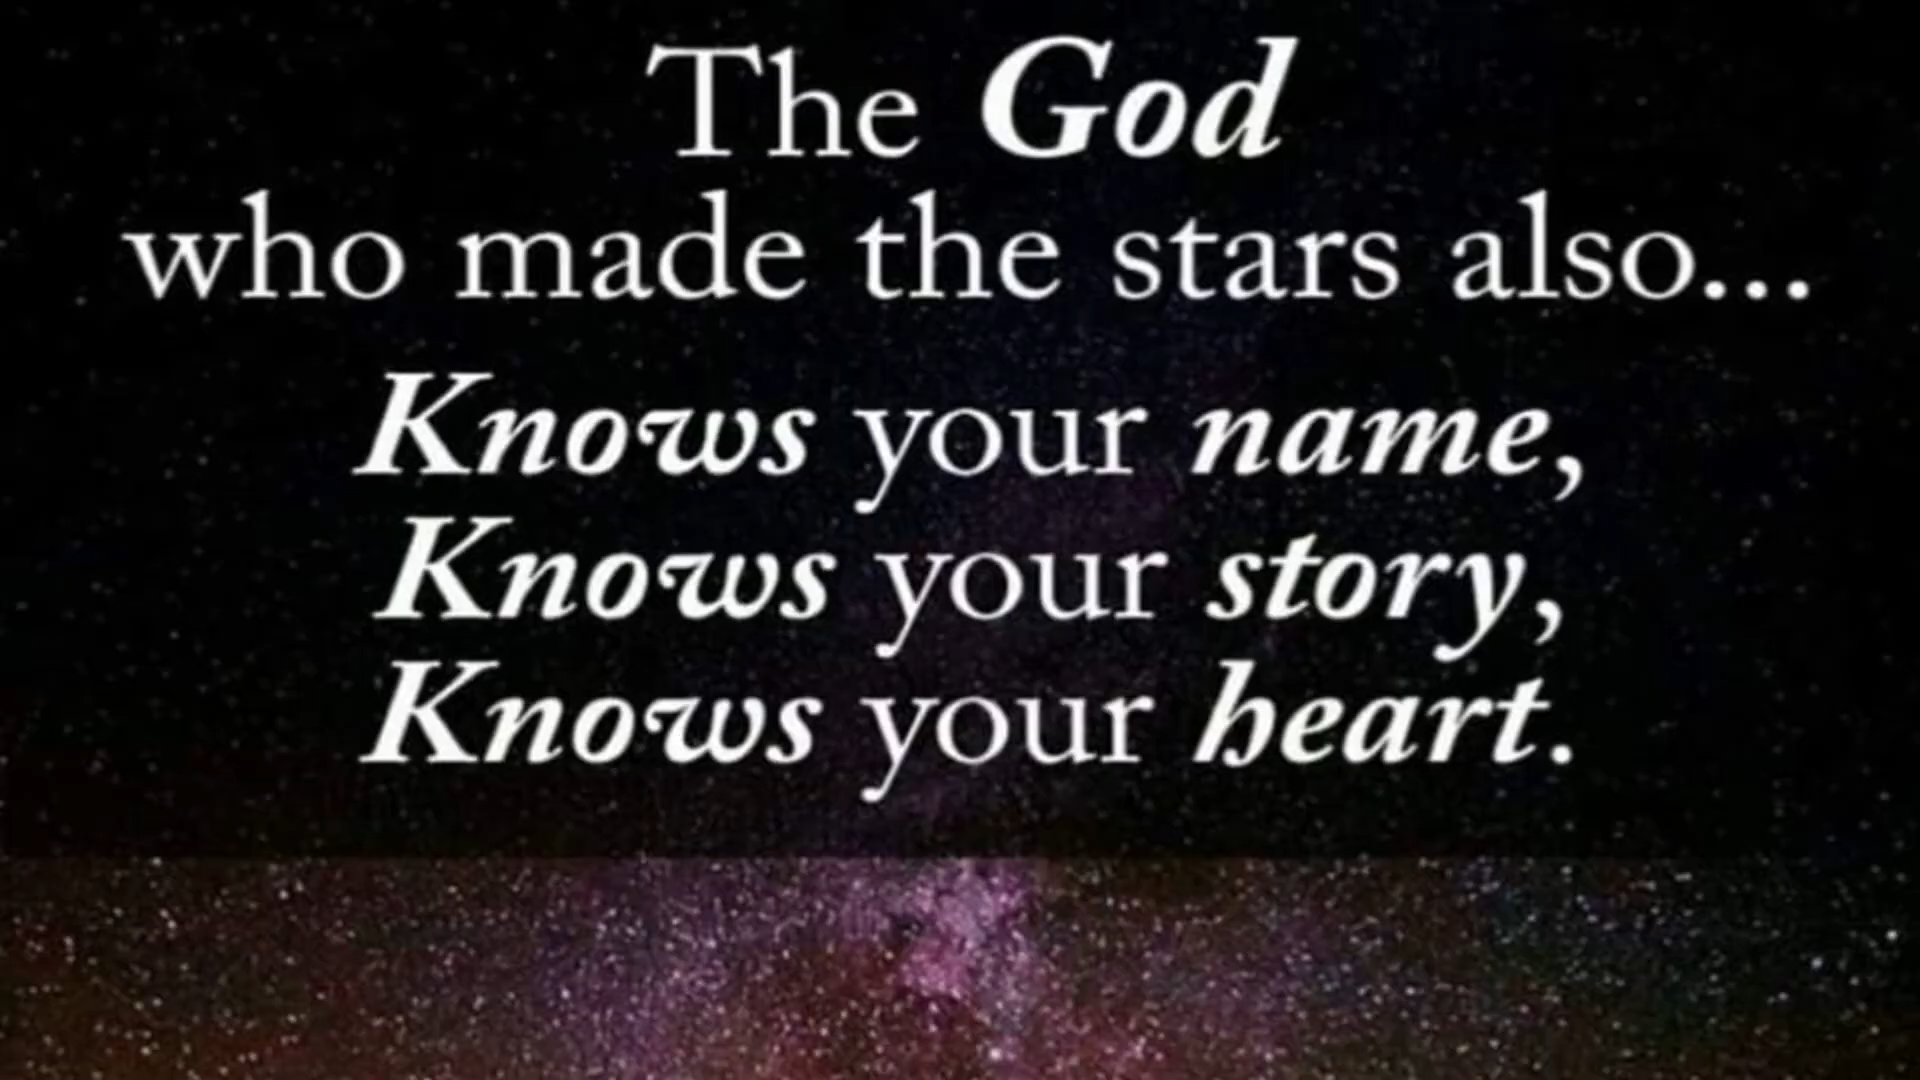 The God
who made the stars also...
Knows your name,
Knows your story,
Knows your heart.